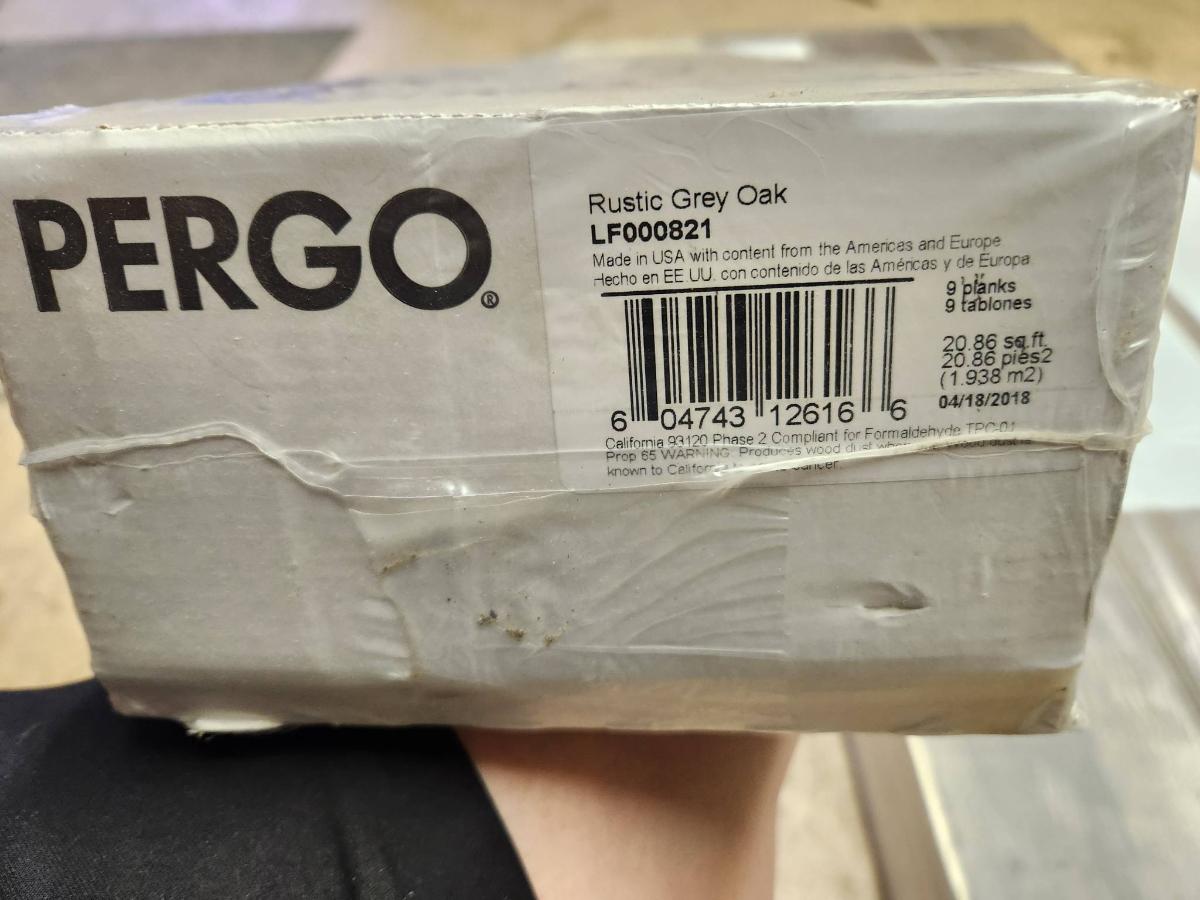 PERGO®
Rustic Grey Oak
LF000821
Made in USA with content from the Americas and Europe
Hecho en EE.UU. con contenido de las Américas y de Europa
9 planks
9 tablones
20.86 sq.ft.
20.86 pies2
(1.938 m2)
04/18/2018
6 04743 12616 6
California 93120 Phase 2 Compliant for Formaldehyde TPC-01
Prop 65 WARNING: Produces wood dust
known to cancer.